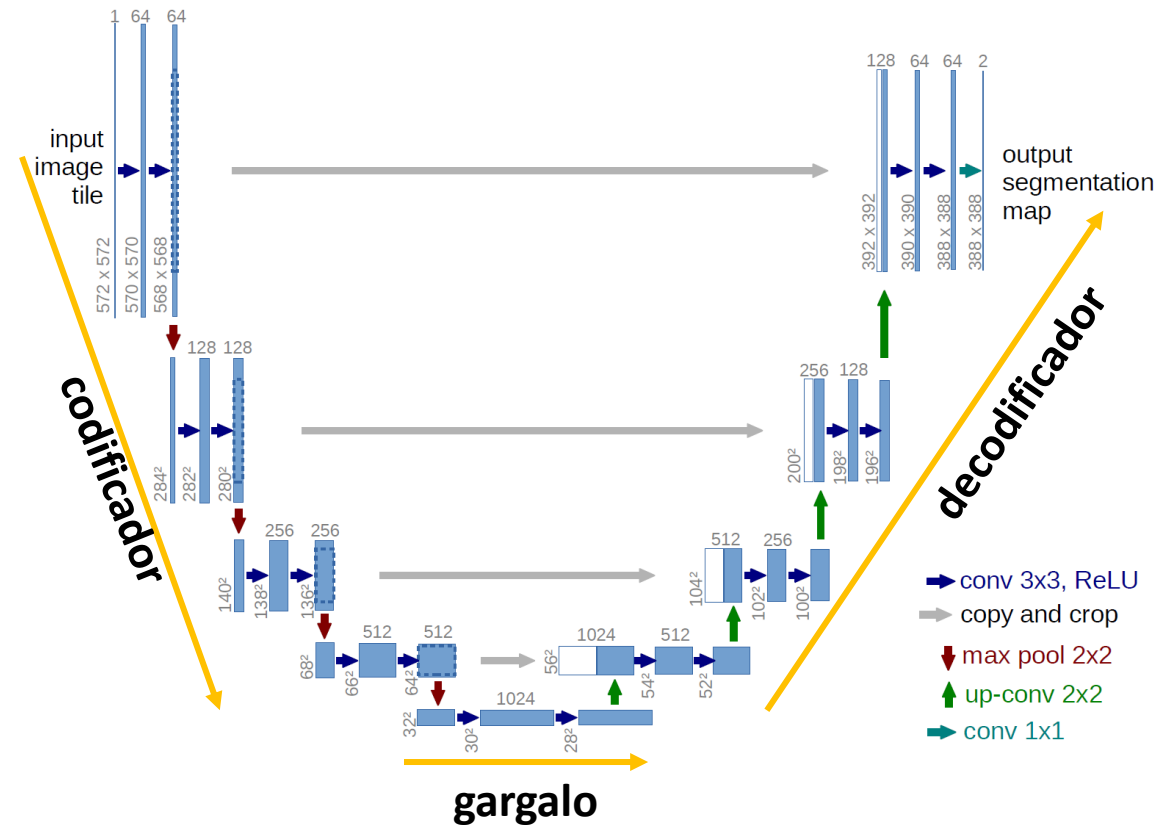 1 64 64
input
image
tile
572 x 572
570 x 570
568 x 568
128 64 64 2
392 x 392
390 x 390
388 x 388
388 x 388
output
segmentation
map
codificador
128 128
284²
282²
280²
256 128
200²
198²
196²
decodificador
256 256
140²
138²
136²
512 256
104²
102²
100²
512 512
68²
66²
64²
1024 512
56²
54²
52²
1024
32²
30²
28²
gargalo
conv 3x3, ReLU
copy and crop
max pool 2x2
up-conv 2x2
conv 1x1